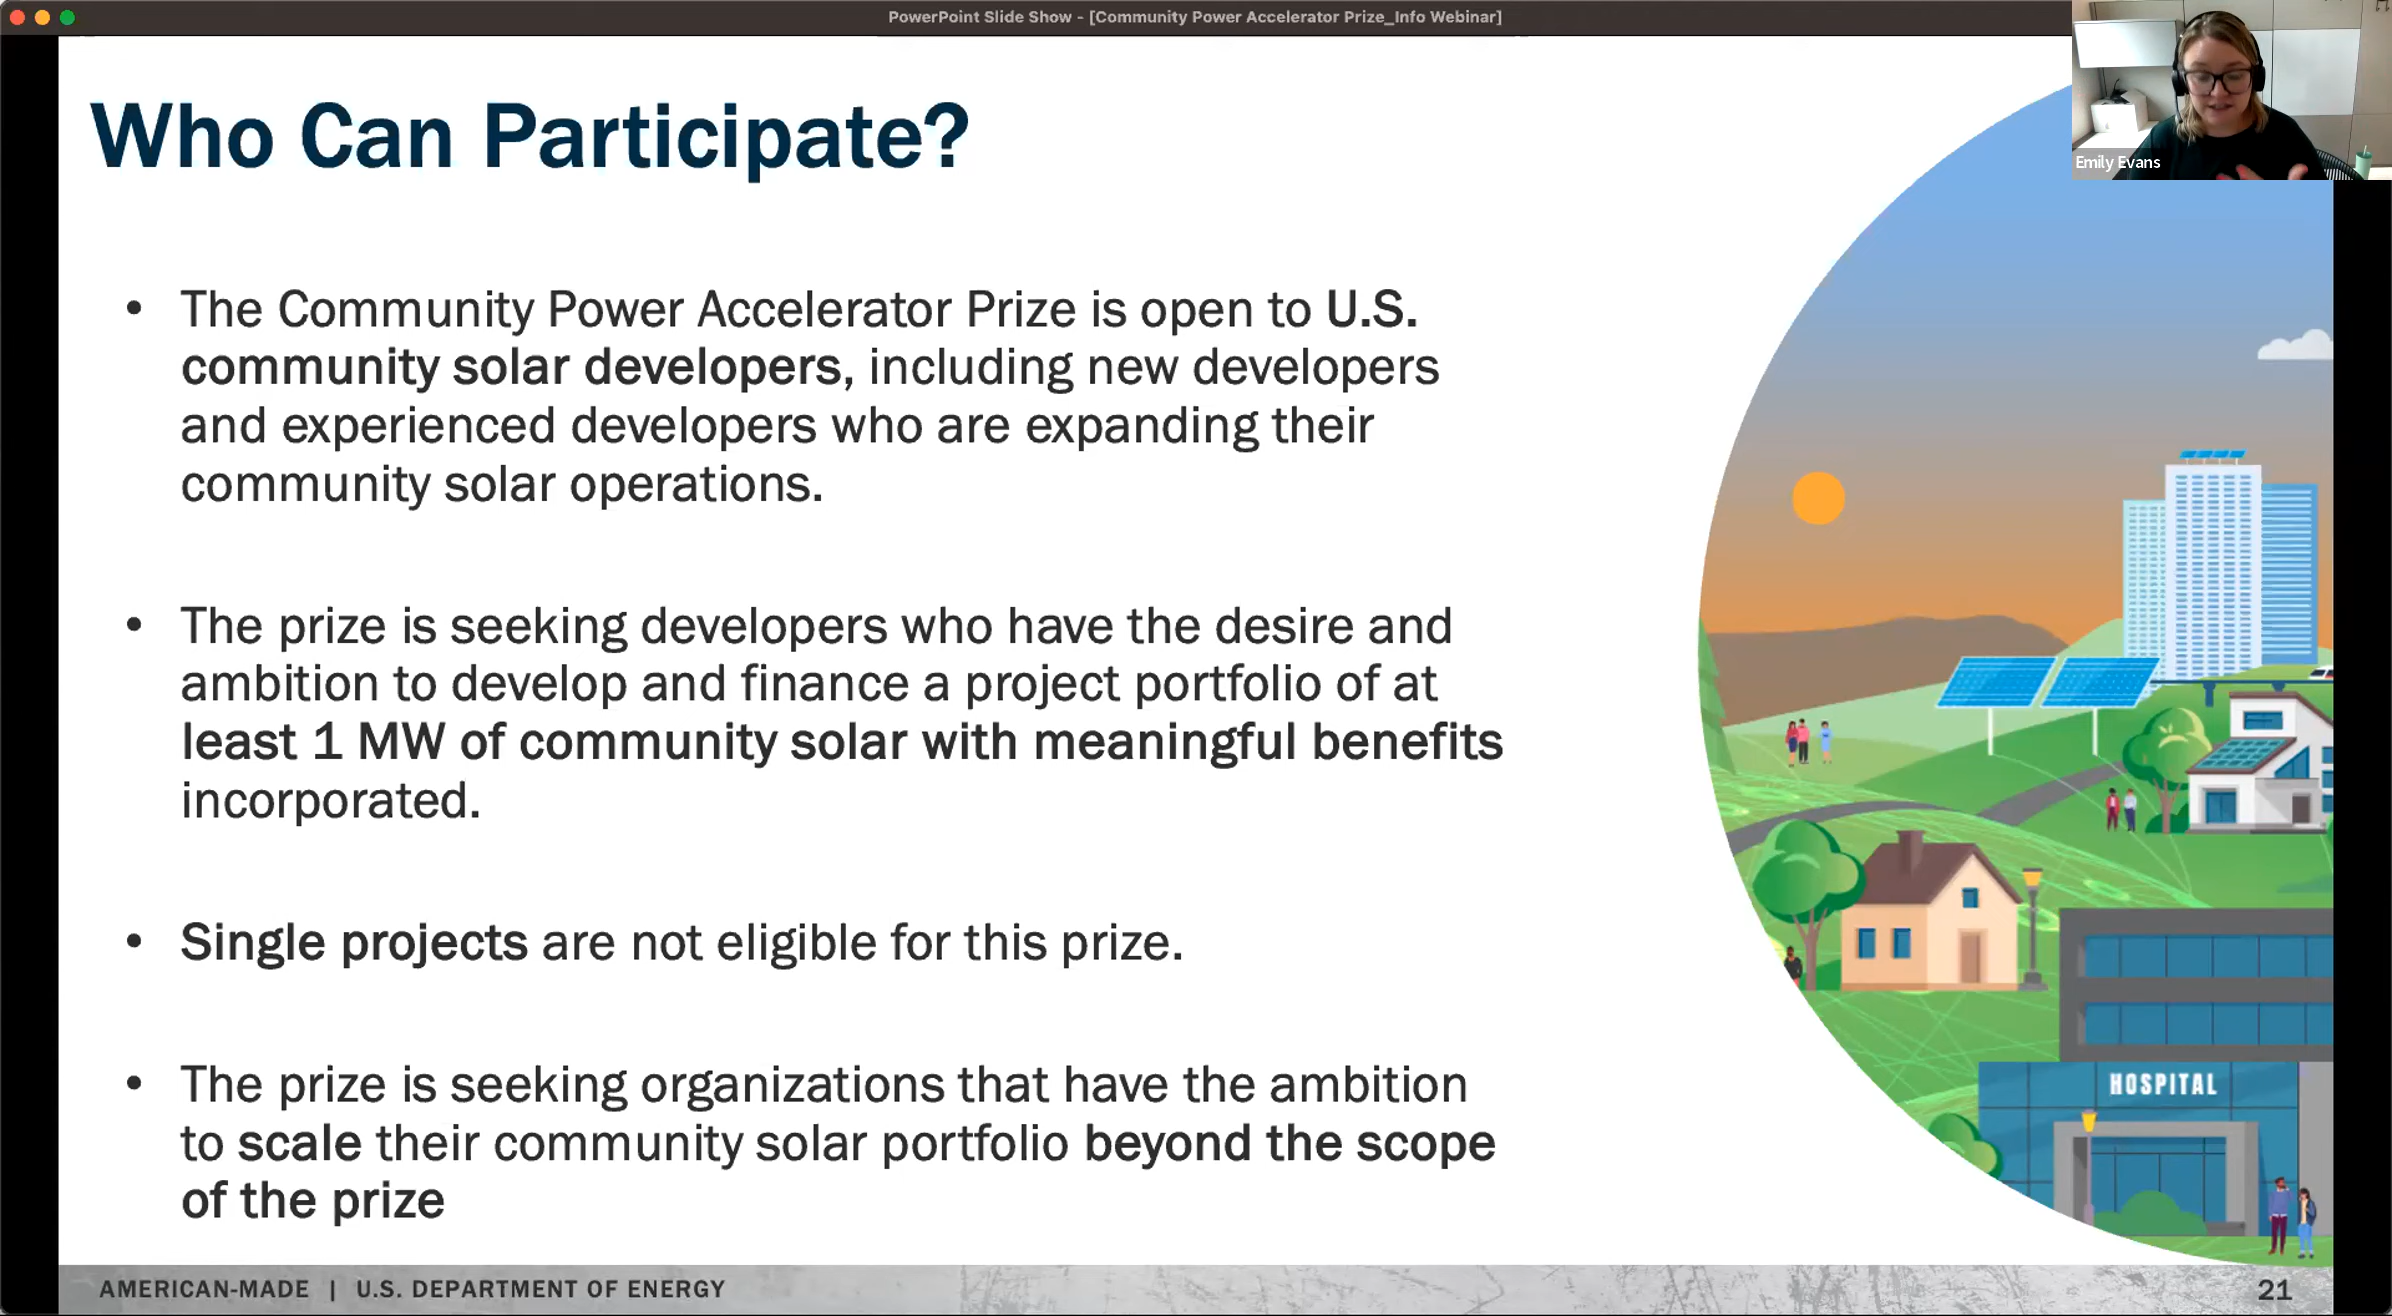 PowerPoint Slide Show - [Community Power Accelerator Prize_Info Webinar]
Emily Evans
Who Can Participate?
• The Community Power Accelerator Prize is open to U.S.
community solar developers, including new developers
and experienced developers who are expanding their
community solar operations.
• The prize is seeking developers who have the desire and
ambition to develop and finance a project portfolio of at
least 1 MW of community solar with meaningful benefits
incorporated.
• Single projects are not eligible for this prize.
• The prize is seeking organizations that have the ambition
to scale their community solar portfolio beyond the scope
of the prize
HOSPITAL
AMERICAN-MADE | U.S. DEPARTMENT OF ENERGY
21